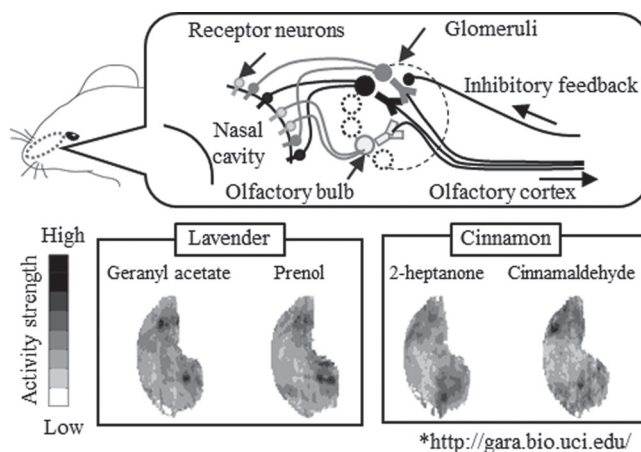 Receptor neurons
Glomeruli
Inhibitory feedback
Nasal
cavity
Olfactory bulb
Olfactory cortex
High
Activity strength
Low
Lavender
Geranyl acetate
Prenol
Cinnamon
2-heptanone
Cinnamaldehyde
*http://gara.bio.uci.edu/